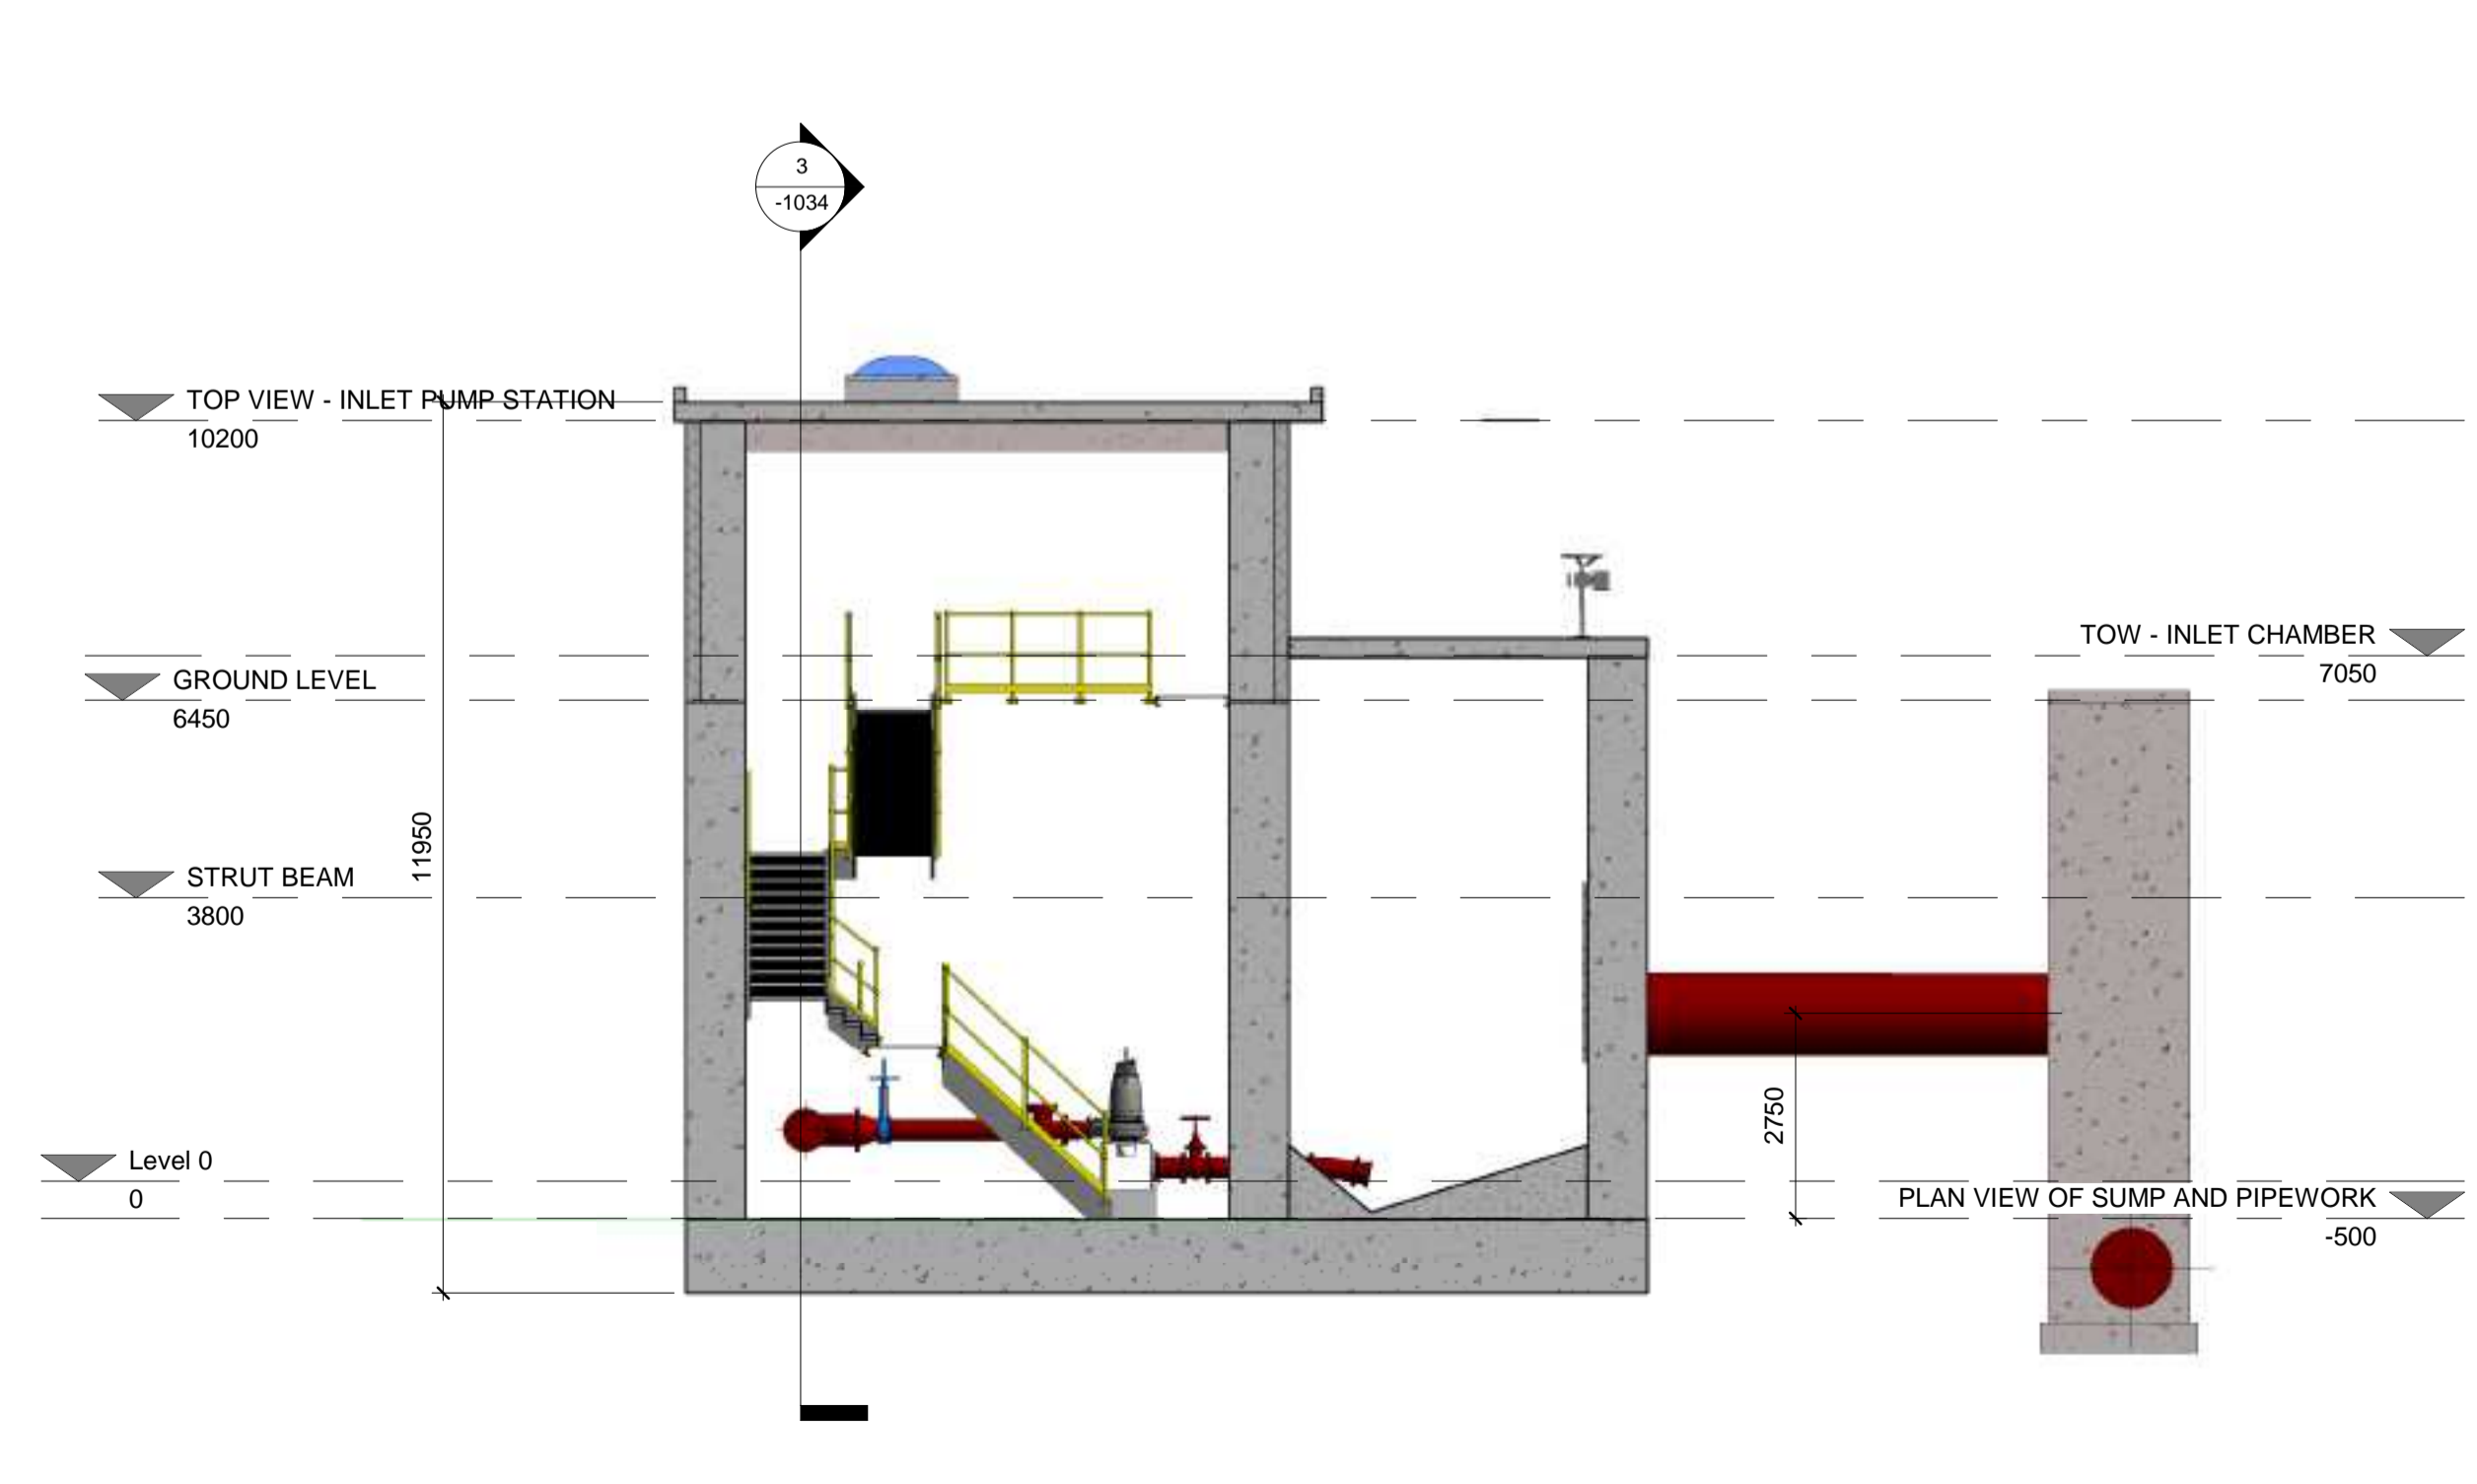 3
-1034
TOP VIEW - INLET PUMP STATION
10200
TOW - INLET CHAMBER
7050
GROUND LEVEL
6450
11950
STRUT BEAM
3800
2750
Level 0
0
PLAN VIEW OF SUMP AND PIPEWORK
-500